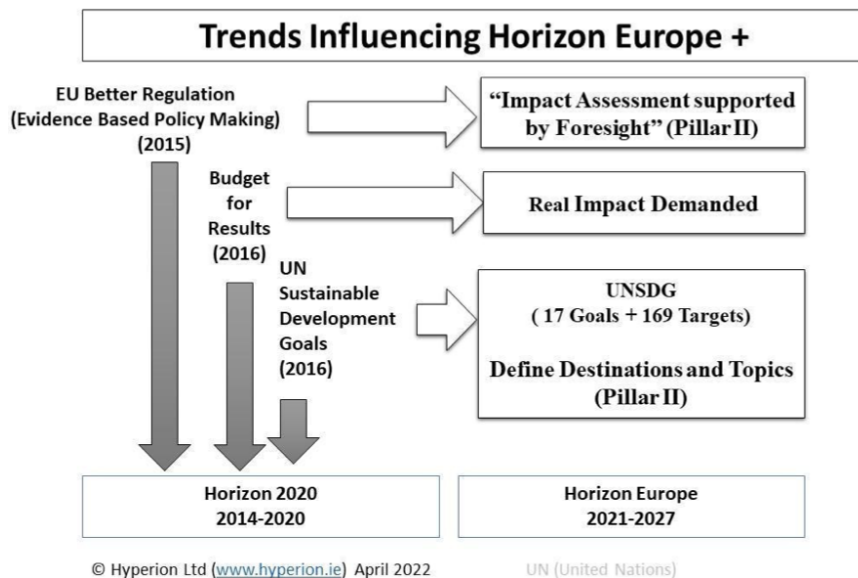 Trends Influencing Horizon Europe +
EU Better Regulation
(Evidence Based Policy Making)
(2015)
“Impact Assessment supported
by Foresight” (Pillar II)
Budget
for
Results
(2016)
Real Impact Demanded
UN
Sustainable
Development
Goals
(2016)
UNSDG
( 17 Goals + 169 Targets)
Define Destinations and Topics
(Pillar II)
Horizon 2020
2014-2020
Horizon Europe
2021-2027
© Hyperion Ltd (www.hyperion.ie) April 2022
UN (United Nations)